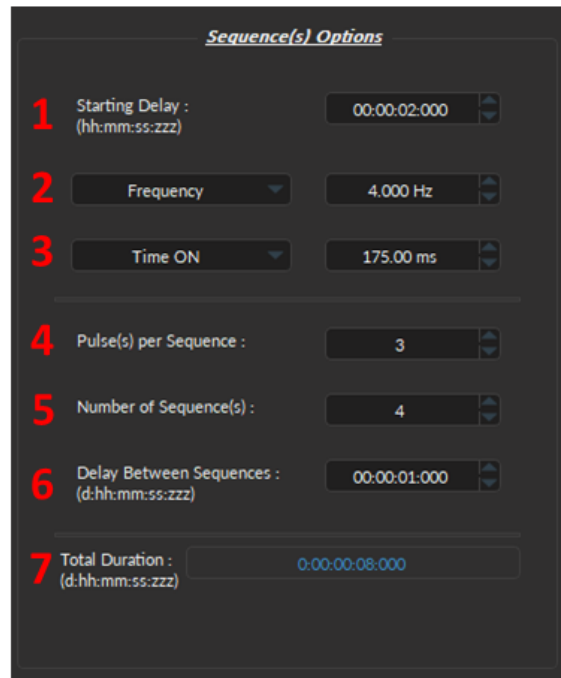 Sequence(s) Options
1 Starting Delay : 00:00:02:000
(hh:mm:ss:zzz)
2 Frequency 4.000 Hz
3 Time ON 175.00 ms
4 Pulse(s) per Sequence : 3
5 Number of Sequence(s) : 4
6 Delay Between Sequences : 00:00:01:000
(d:hh:mm:ss:zzz)
7 Total Duration : 0:00:00:08:000
(d:hh:mm:ss:zzz)